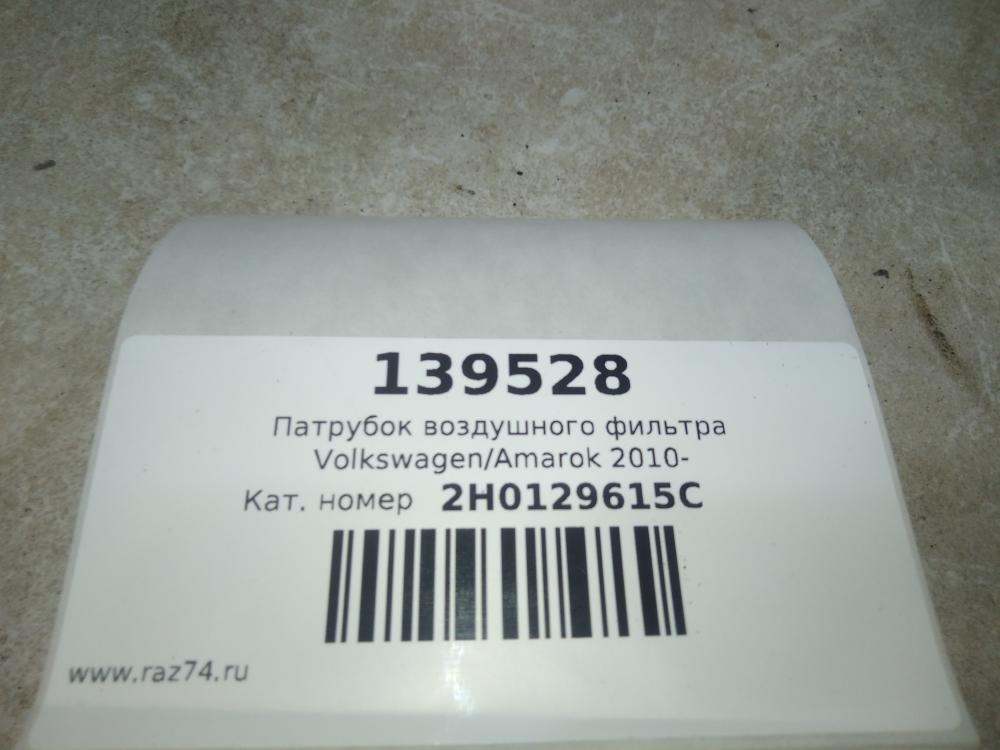 139528
Патрубок воздушного фильтра
Volkswagen/Amarok 2010-
Кат. номер 2H0129615C
www.raz74.ru